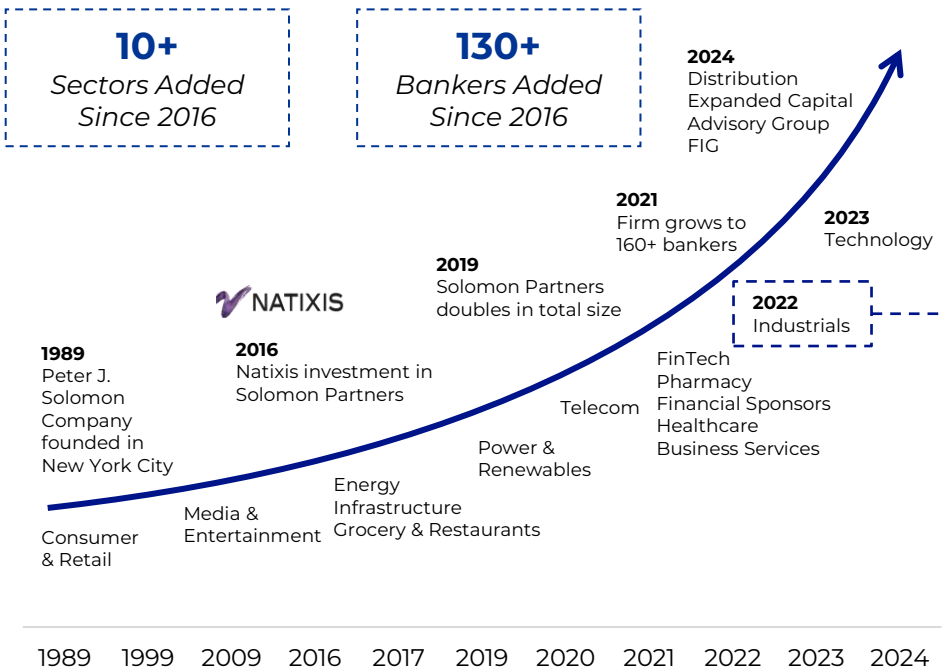 10+
Sectors Added
Since 2016
130+
Bankers Added
Since 2016
2024
Distribution
Expanded Capital
Advisory Group
FIG
2021
Firm grows to
160+ bankers
2023
Technology
2019
Solomon Partners
doubles in total size
NATIXIS
2022
Industrials
1989
Peter J.
Solomon
Company
founded in
New York City
2016
Natixis investment in
Solomon Partners
FinTech
Pharmacy
Financial Sponsors
Healthcare
Business Services
Telecom
Power &
Renewables
Energy
Infrastructure
Grocery & Restaurants
Media &
Entertainment
Consumer
& Retail
1989 1999 2009 2016 2017 2019 2020 2021 2022 2023 2024